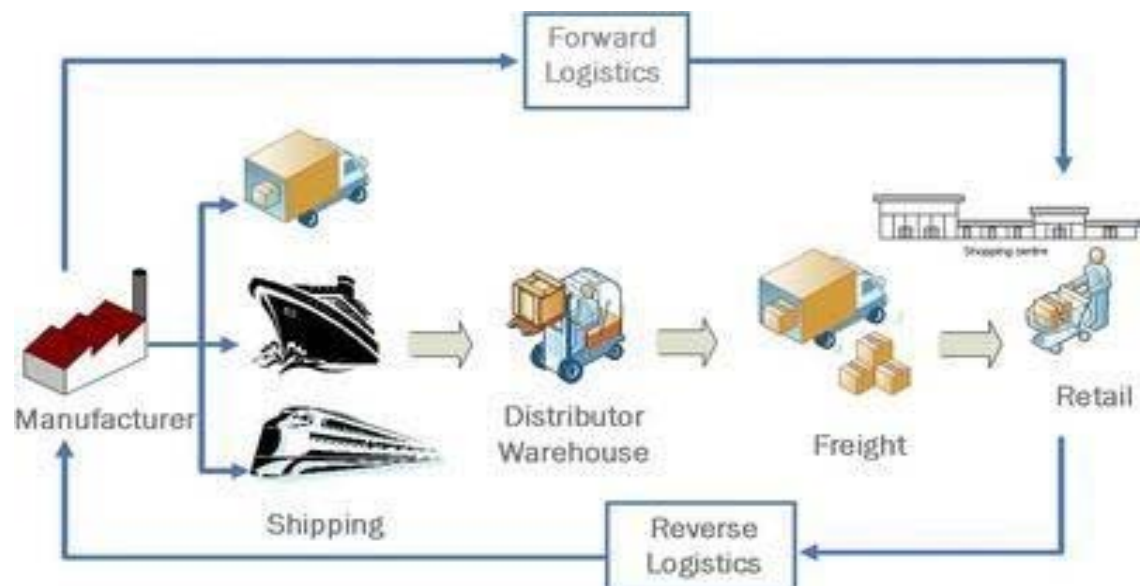 Forward
Logistics
Shopping centre
Manufacturer
Distributor
Warehouse
Freight
Retail
Shipping
Reverse
Logistics